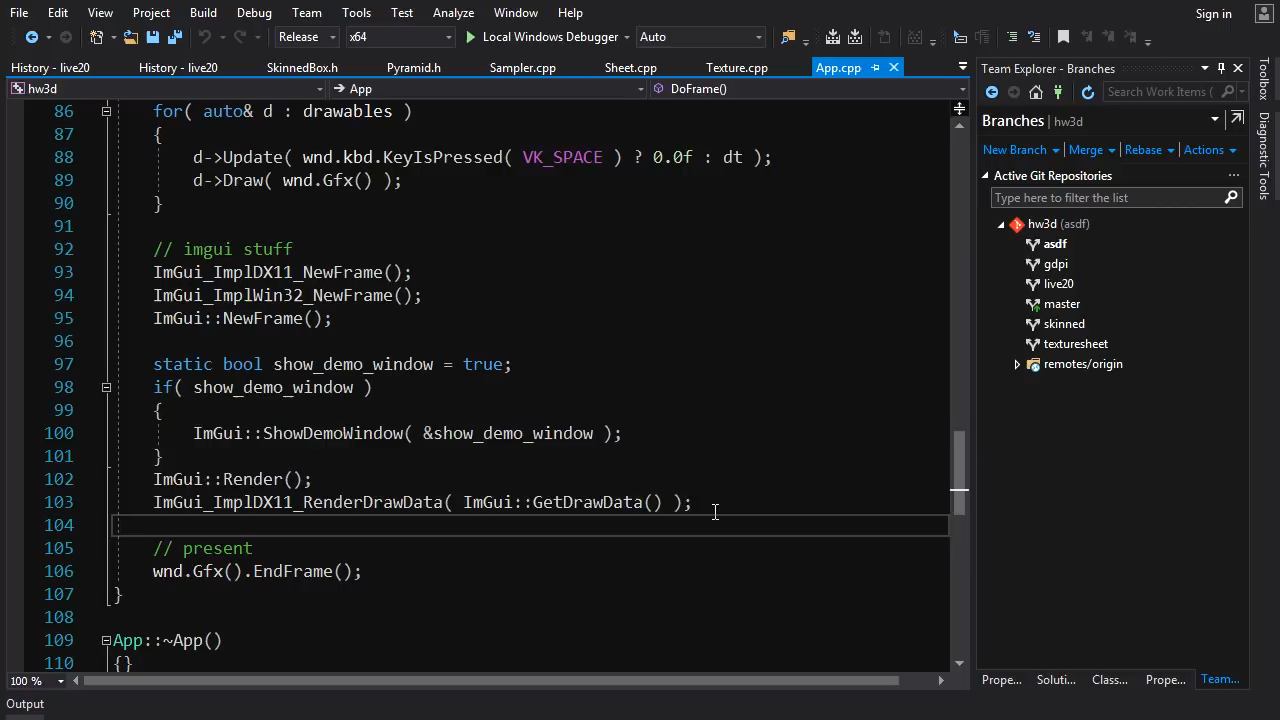 File Edit View Project Build Debug Team Tools Test Analyze Window Help Sign in
Release x64 Local Windows Debugger Auto
History - live20 History - live20 SkinnedBox.h Pyramid.h Sampler.cpp Sheet.cpp Texture.cpp App.cpp
hw3d App DoFrame()
86 for( auto& d : drawables )
87 {
88 d->Update( wnd.kbd.KeyIsPressed( VK_SPACE ) ? 0.0f : dt );
89 d->Draw( wnd.Gfx() );
90 }
91
92 // imgui stuff
93 ImGui_ImplDX11_NewFrame();
94 ImGui_ImplWin32_NewFrame();
95 ImGui::NewFrame();
96
97 static bool show_demo_window = true;
98 if( show_demo_window )
99 {
100 ImGui::ShowDemoWindow( &show_demo_window );
101 }
102 ImGui::Render();
103 ImGui_ImplDX11_RenderDrawData( ImGui::GetDrawData() );
104
105 // present
106 wnd.Gfx().EndFrame();
107 }
108
109 App::~App()
110 {}
100 %
Output
Team Explorer - Branches
Search Work Items (
Branches | hw3d
New Branch Merge Rebase Actions
Active Git Repositories ...
Type here to filter the list
hw3d (asdf)
asdf
gdpi
live20
master
skinned
texturesheet
remotes/origin
Prope... Soluti... Class... Prope... Team...
Toolbox
Diagnostic Tools